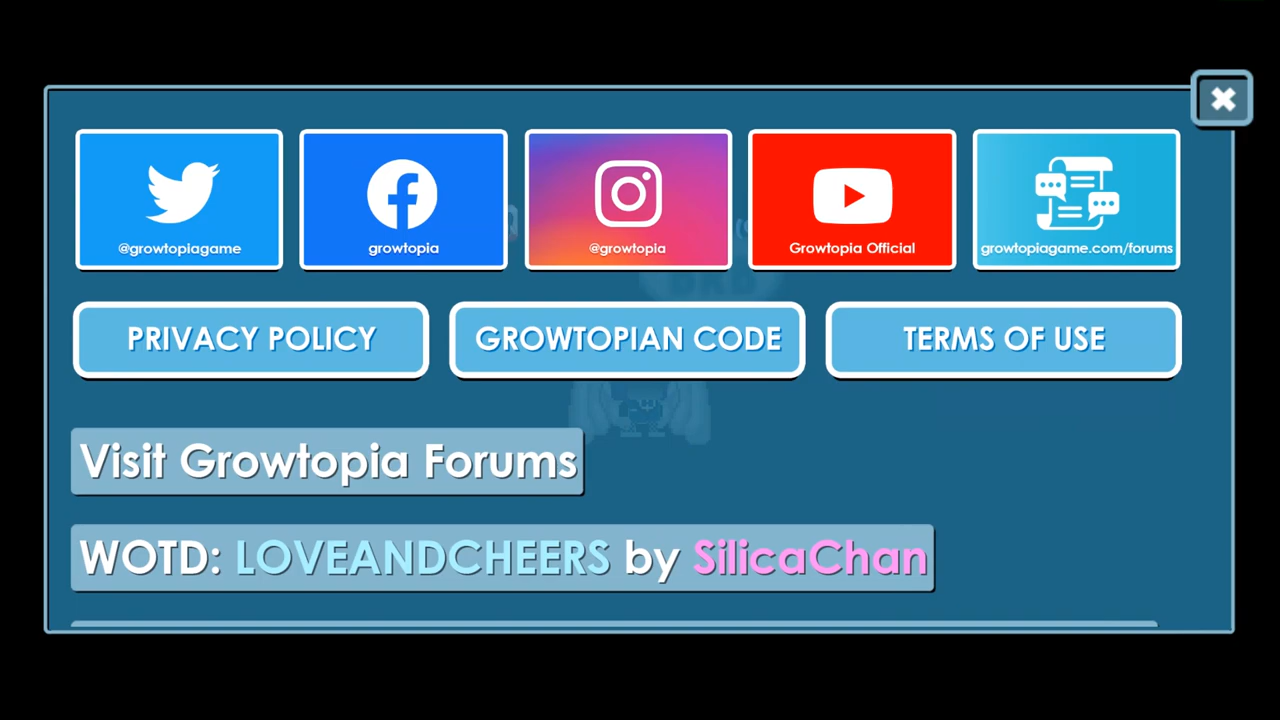 @growtopiagame
growtopia
@growtopia
Growtopia Official
growtopiagame.com/forums
PRIVACY POLICY
GROWTOPIAN CODE
TERMS OF USE
Visit Growtopia Forums
WOTD: LOVEANDCHEERS by SilicaChan